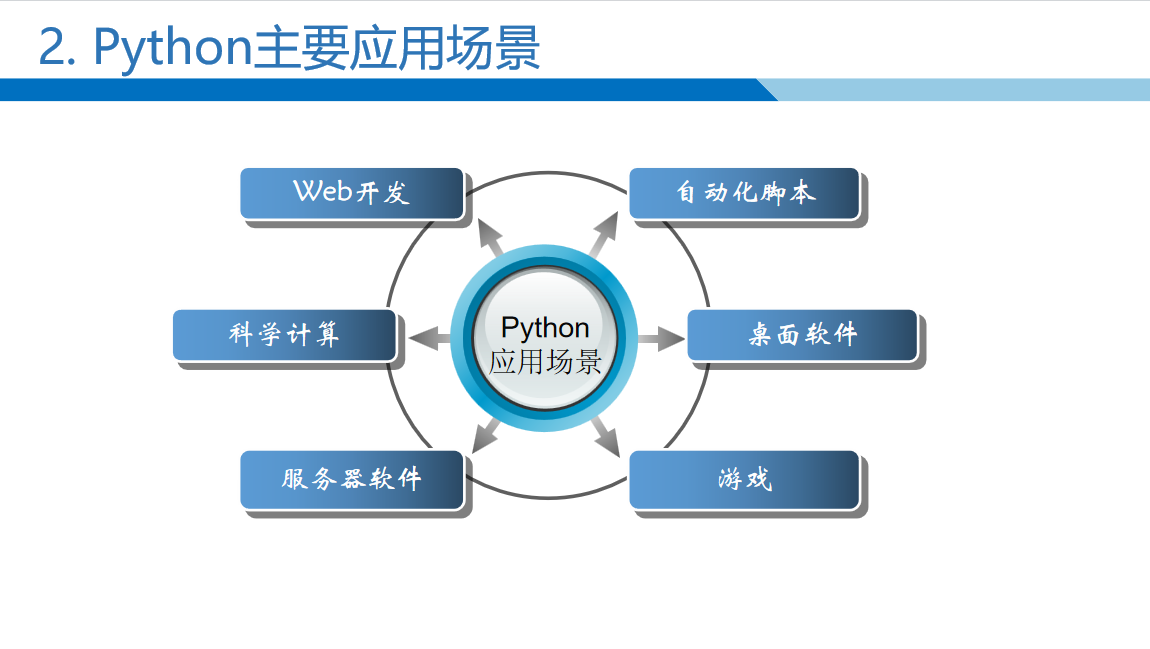 2. Python主要应用场景
Web开发
自动化脚本
科学计算
Python
应用场景
桌面软件
服务器软件
游戏